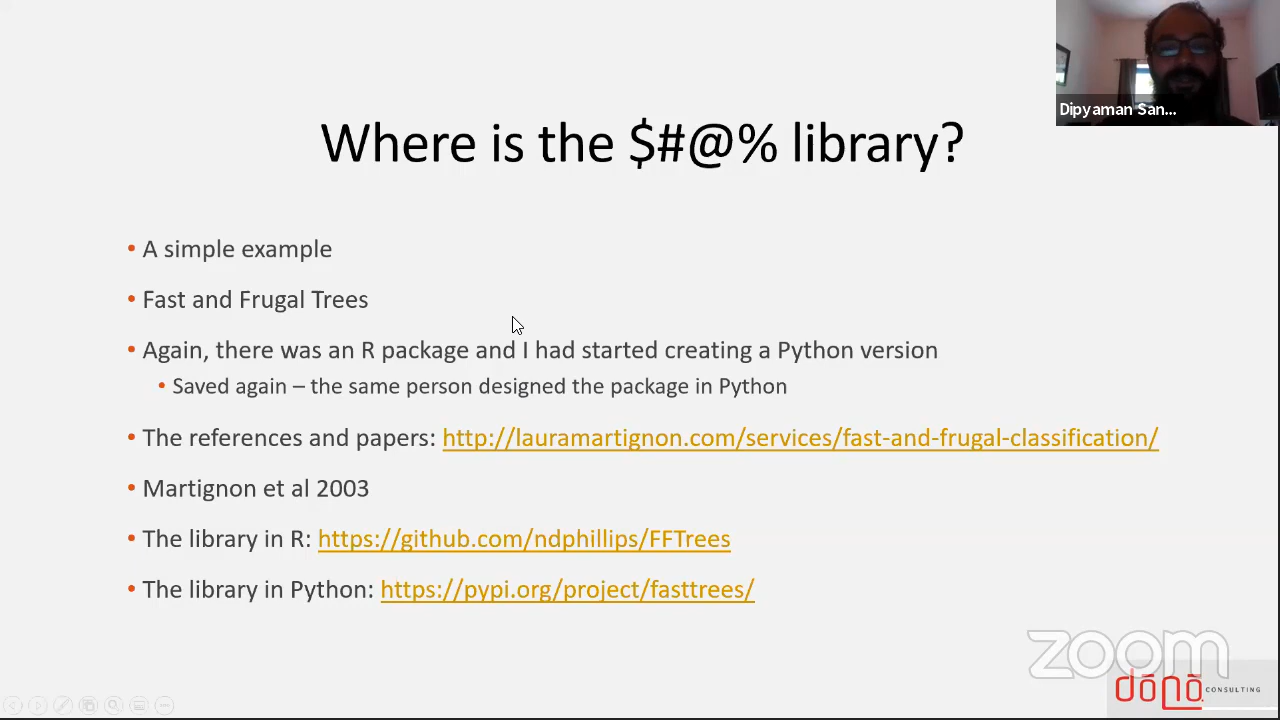 Dipyaman San...
Where is the $#@% library?
• A simple example
• Fast and Frugal Trees
• Again, there was an R package and I had started creating a Python version
• Saved again – the same person designed the package in Python
• The references and papers: http://lauramartignon.com/services/fast-and-frugal-classification/
• Martignon et al 2003
• The library in R: https://github.com/ndphillips/FFTrees
• The library in Python: https://pypi.org/project/fasttrees/
zoom
dōnō CONSULTING